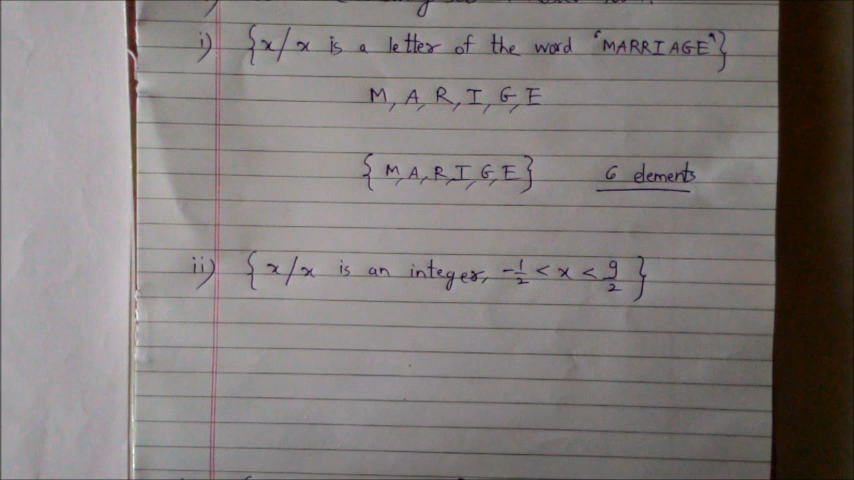 i) {x/x is a letter of the word "MARRIAGE"}
M, A, R, I, G, E
{M, A, R, I, G, E} 6 elements
ii) {x/x is an integer, -1/2 < x < 9/2}